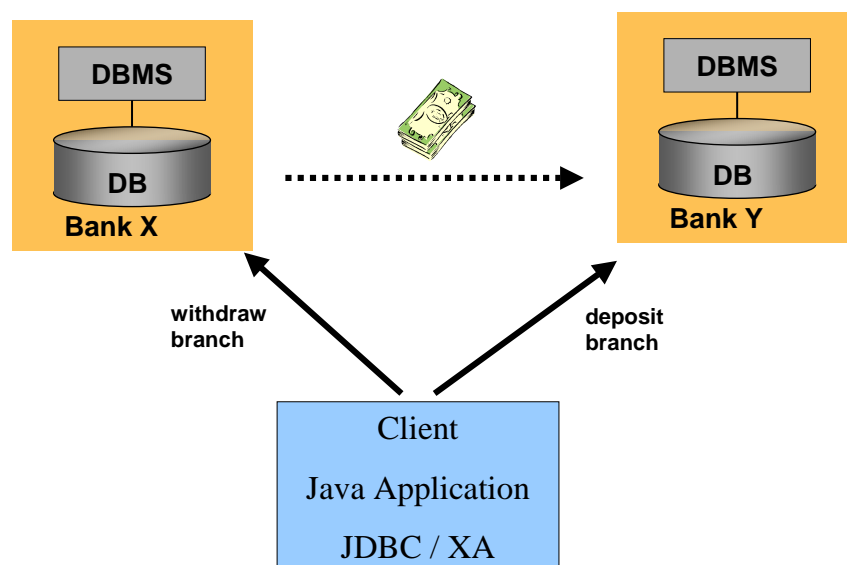 DBMS
DB
Bank X
DBMS
DB
Bank Y
withdraw
branch
deposit
branch
Client
Java Application
JDBC / XA